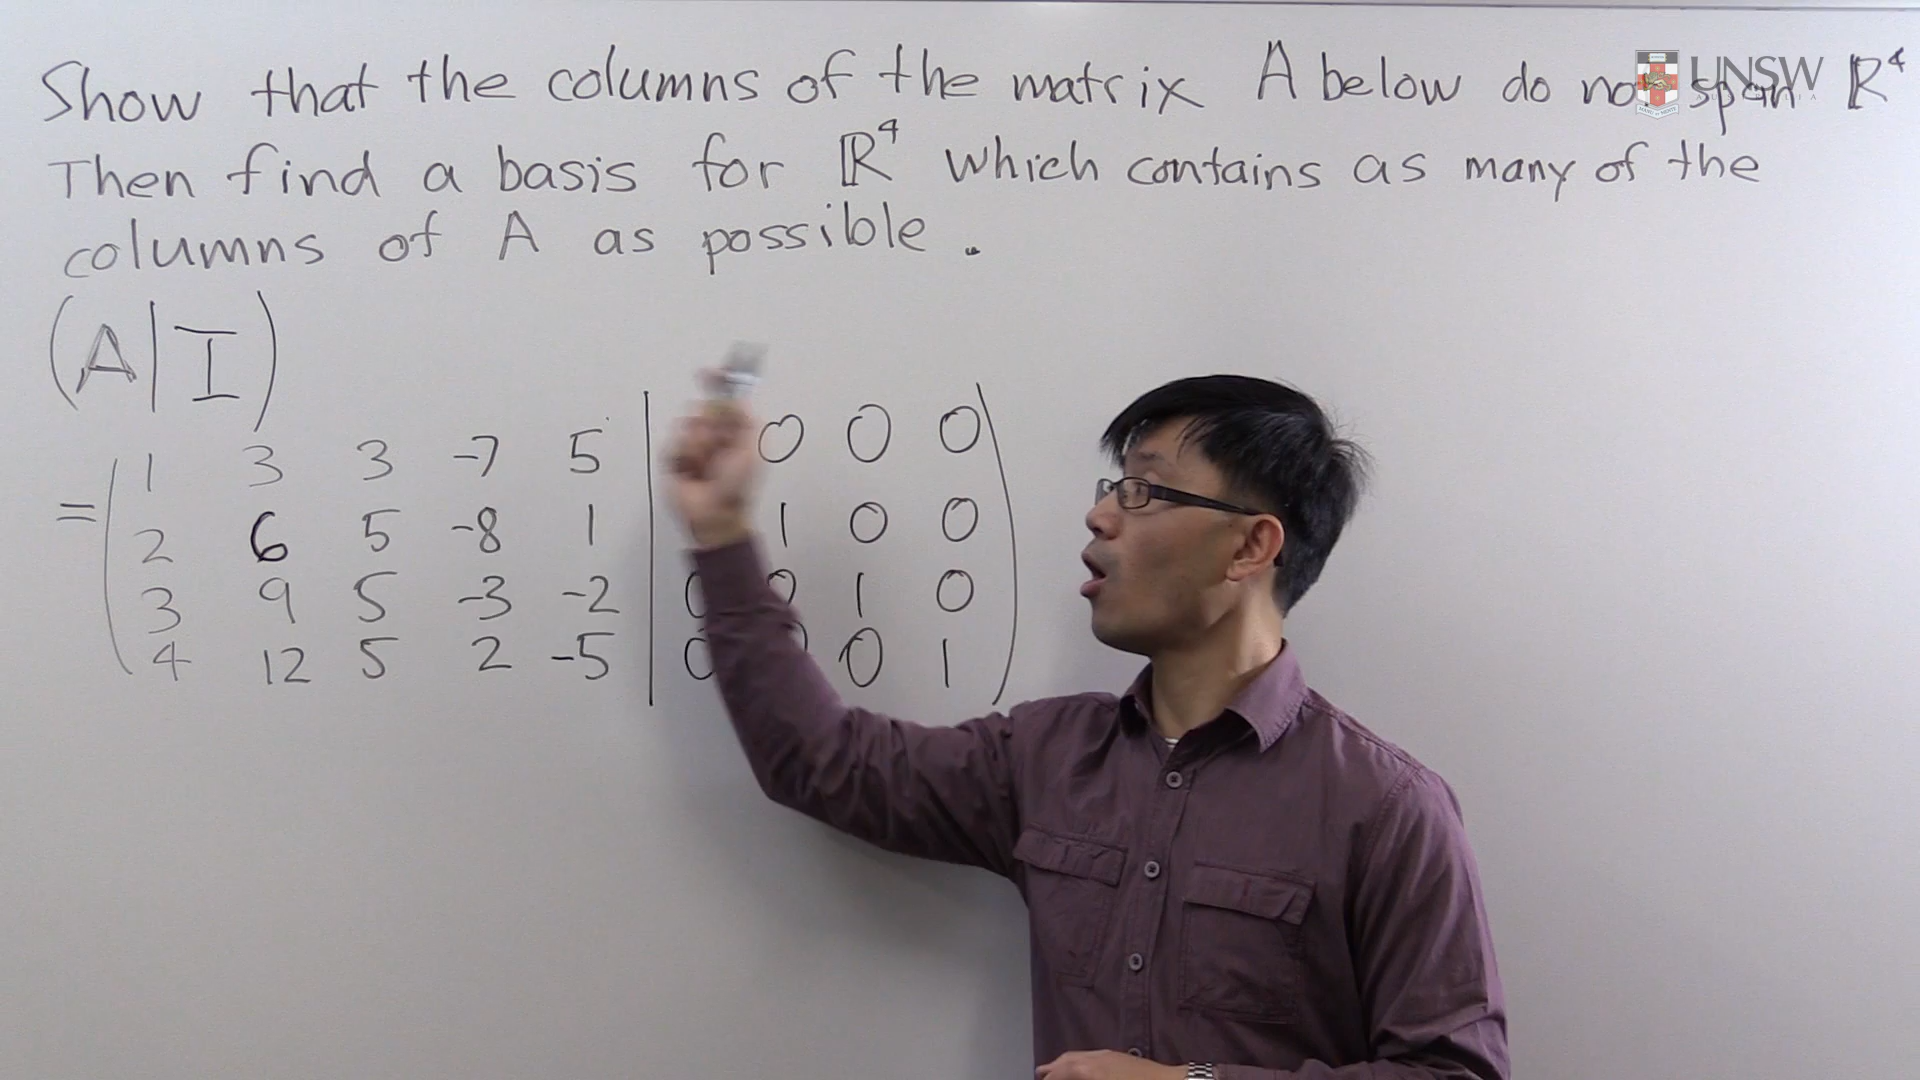 Show that the columns of the matrix A below do not span R⁴
Then find a basis for R⁴ which contains as many of the
columns of A as possible.
(A|I)
= ( 1 3 3 -7 5 | 0 0 0
2 6 5 -8 1 | 1 0 0
3 9 5 -3 -2 | 0 0 1 0
4 12 5 2 -5 | 0 0 0 1 )
UNSW
AUSTRALIA